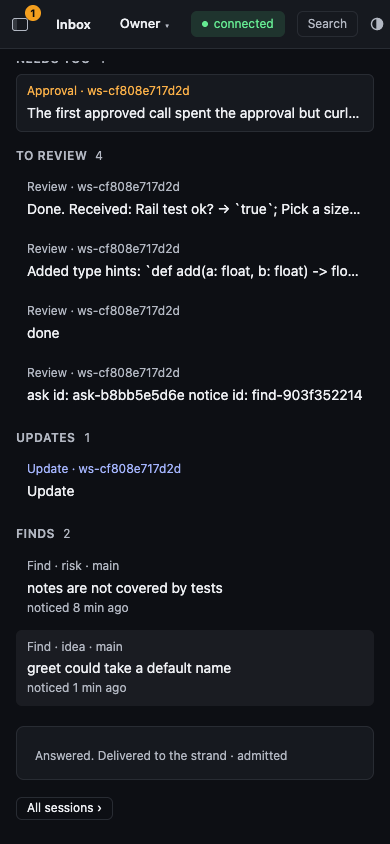 1
Inbox
Owner ▾
connected
Search
NEEDS YOU
Approval · ws-cf808e717d2d
The first approved call spent the approval but curl...
TO REVIEW 4
Review · ws-cf808e717d2d
Done. Received: Rail test ok? → `true`; Pick a size...
Review · ws-cf808e717d2d
Added type hints: `def add(a: float, b: float) -> flo...
Review · ws-cf808e717d2d
done
Review · ws-cf808e717d2d
ask id: ask-b8bb5e5d6e notice id: find-903f352214
UPDATES 1
Update · ws-cf808e717d2d
Update
FINDS 2
Find · risk · main
notes are not covered by tests
noticed 8 min ago
Find · idea · main
greet could take a default name
noticed 1 min ago
Answered. Delivered to the strand · admitted
All sessions ›